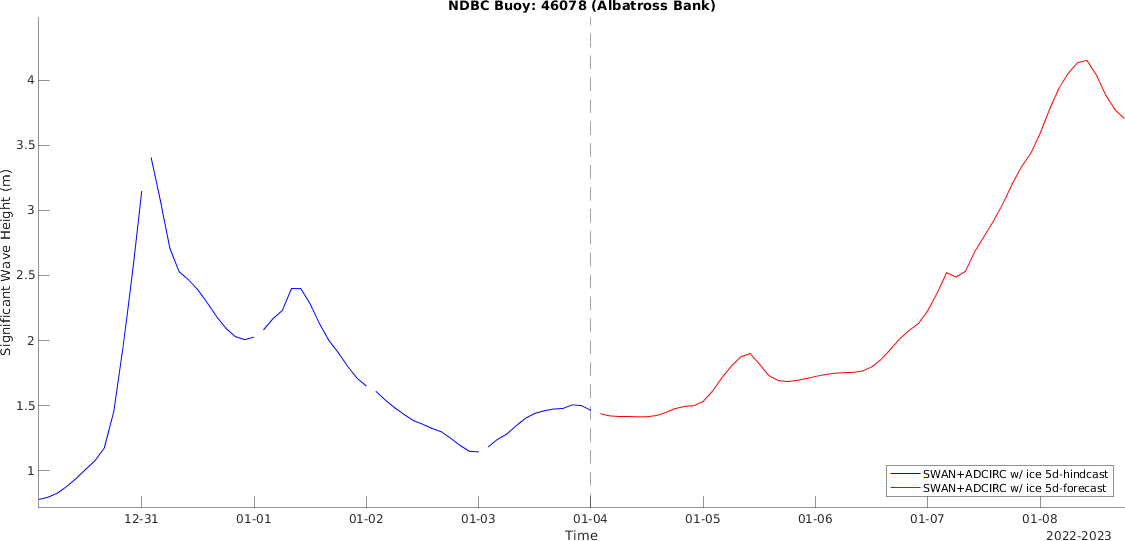 NDBC Buoy: 46078 (Albatross Bank)
Significant Wave Height (m)
4
3.5
3
2.5
2
1.5
1
SWAN+ADCIRC w/ ice 5d-hindcast
SWAN+ADCIRC w/ ice 5d-forecast
12-31 01-01 01-02 01-03 01-04 01-05 01-06 01-07 01-08
Time
2022-2023